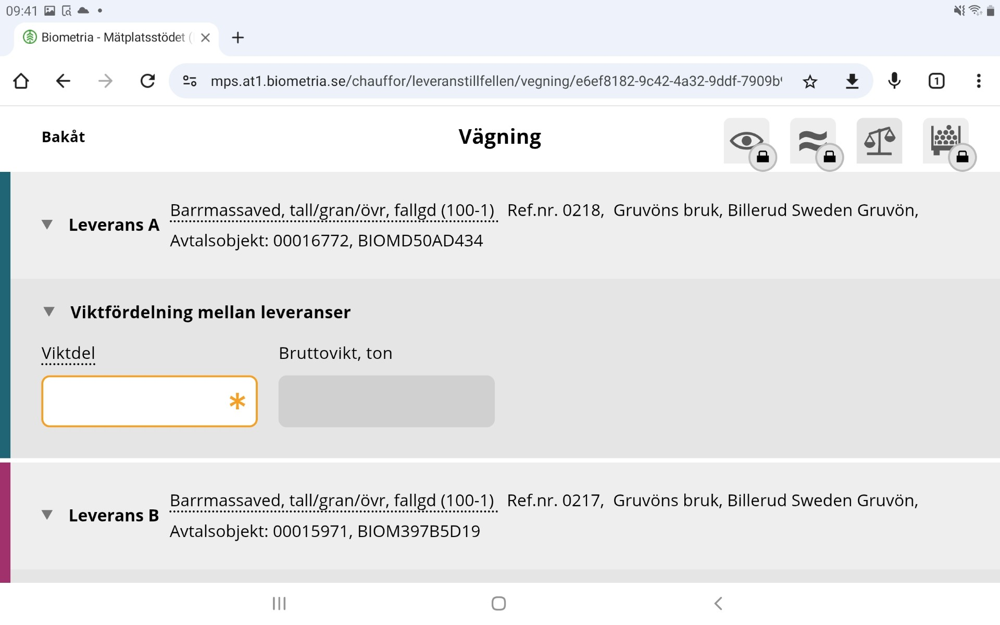 09:41
Biometria - Mätplatsstödet (
mps.at1.biometria.se/chauffor/leveranstillfellen/vegning/e6ef8182-9c42-4a32-9ddf-7909b
1
Bakåt
Vägning
Leverans A
Barrmassaved, tall/gran/övr, fallgd (100-1) Ref.nr. 0218, Gruvöns bruk, Billerud Sweden Gruvön,
Avtalsobjekt: 00016772, BIOMD50AD434
Viktfördelning mellan leveranser
Viktdel
Bruttovikt, ton
*
Leverans B
Barrmassaved, tall/gran/övr, fallgd (100-1) Ref.nr. 0217, Gruvöns bruk, Billerud Sweden Gruvön,
Avtalsobjekt: 00015971, BIOM397B5D19